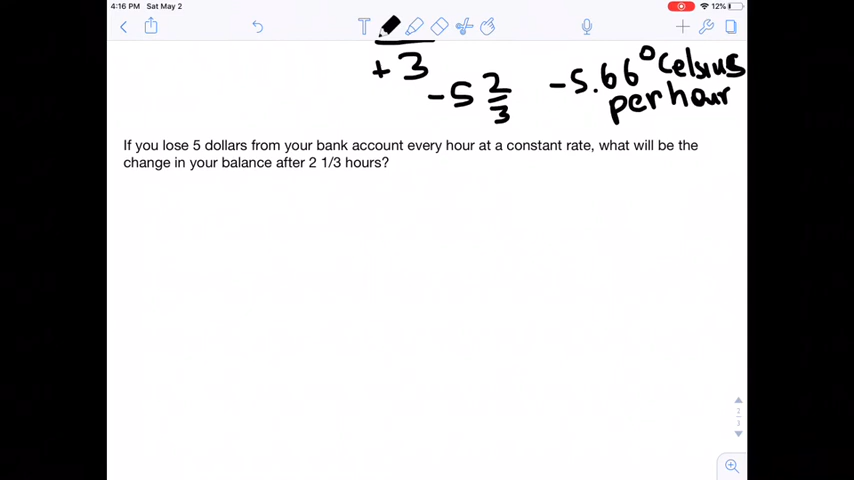 4:16 PM Sat May 2
12%
T
+ 3
-5 2/3
-5.66° Celsius
per hour
If you lose 5 dollars from your bank account every hour at a constant rate, what will be the
change in your balance after 2 1/3 hours?
2
3